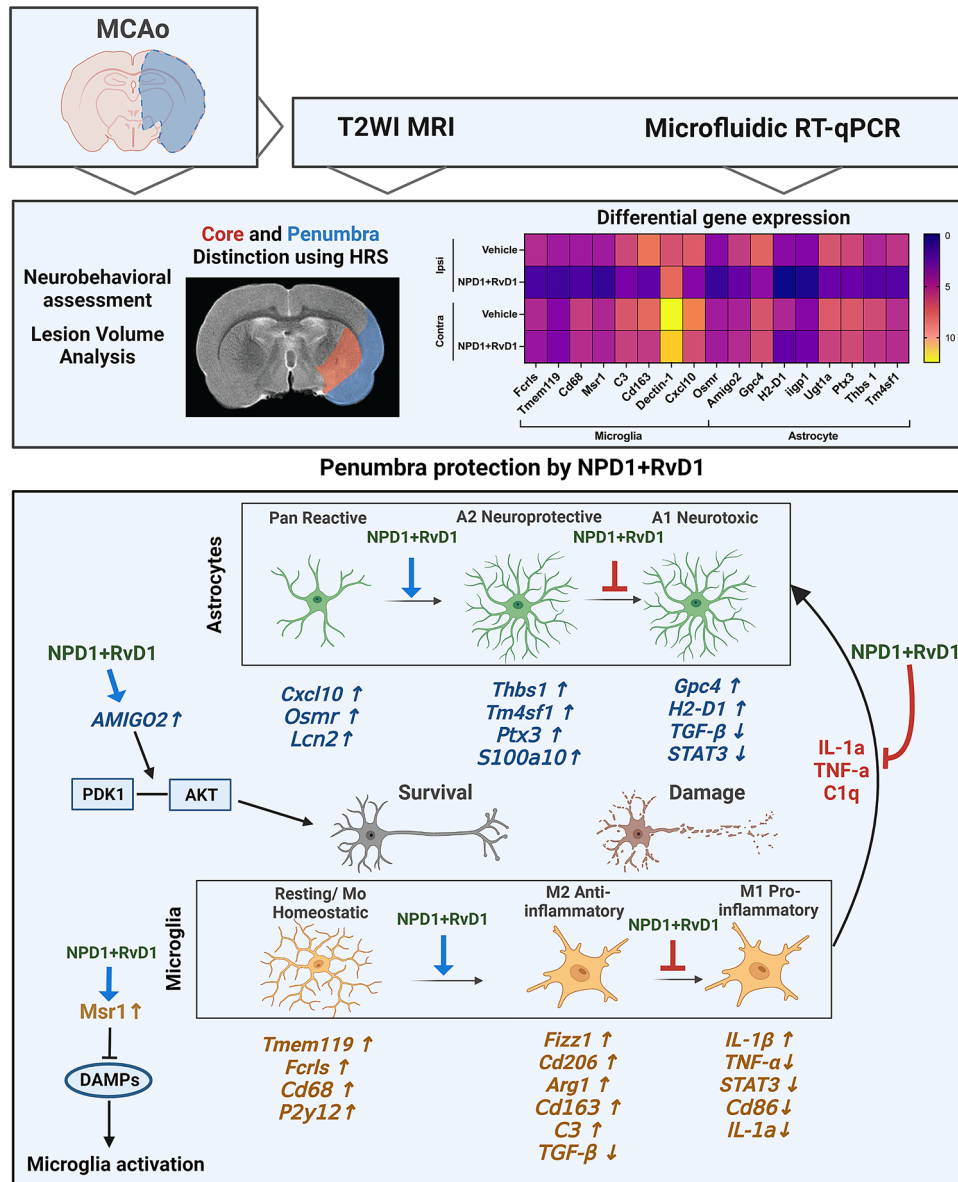 MCAo
T2WI MRI
Microfluidic RT-qPCR
Neurobehavioral
assessment
Lesion Volume
Analysis
Core and Penumbra
Distinction using HRS
Differential gene expression
Ipsi
Contra
Vehicle
NPD1+RvD1
Vehicle
NPD1+RvD1
0
5
10
Fcrls
Tmem119
Cd68
Msr1
C3
Cd163
Dectin-1
Cxcl10
Osmr
Amigo2
Gpc4
H2-D1
iigp1
Ugt1a
Ptx3
Thbs 1
Tm4sf1
Microglia
Astrocyte
Penumbra protection by NPD1+RvD1
Astrocytes
Pan Reactive
A2 Neuroprotective
A1 Neurotoxic
NPD1+RvD1
NPD1+RvD1
Cxcl10 ↑
Osmr ↑
Lcn2↑
Thbs1 ↑
Tm4sf1 ↑
Ptx3 ↑
S100a10↑
Gpc4 ↑
H2-D1 ↑
TGF-β ↓
STAT3 ↓
NPD1+RvD1
AMIGO2↑
PDK1
AKT
Survival
Damage
NPD1+RvD1
IL-1a
TNF-a
C1q
Microglia
Resting/ Mo
Homeostatic
M2 Anti-
inflammatory
M1 Pro-
inflammatory
NPD1+RvD1
NPD1+RvD1
Tmem119 ↑
Fcrls ↑
Cd68 ↑
P2y12↑
Fizz1 ↑
Cd206 ↑
Arg1 ↑
Cd163 ↑
C3 ↑
TGF-β ↓
IL-1β ↑
TNF-α↓
STAT3 ↓
Cd86↓
IL-1a↓
NPD1+RvD1
Msr1↑
DAMPs
Microglia activation